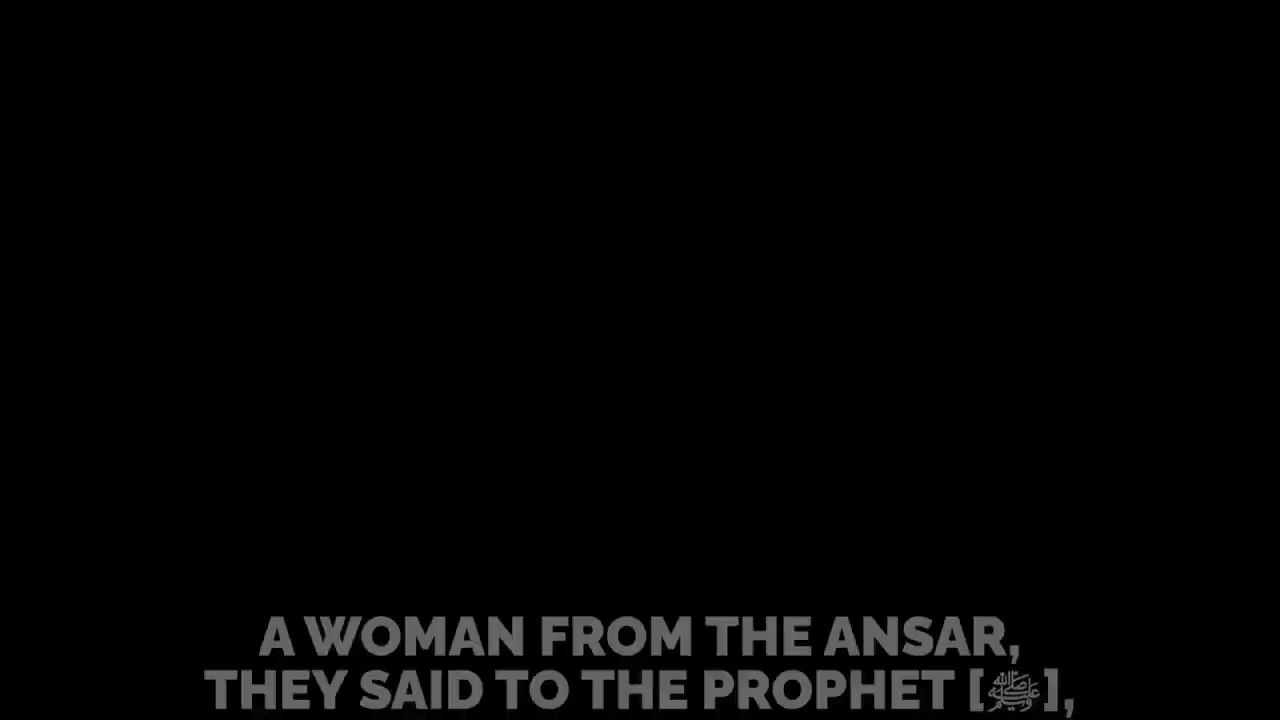 A WOMAN FROM THE ANSAR,
THEY SAID TO THE PROPHET [ﷺ],